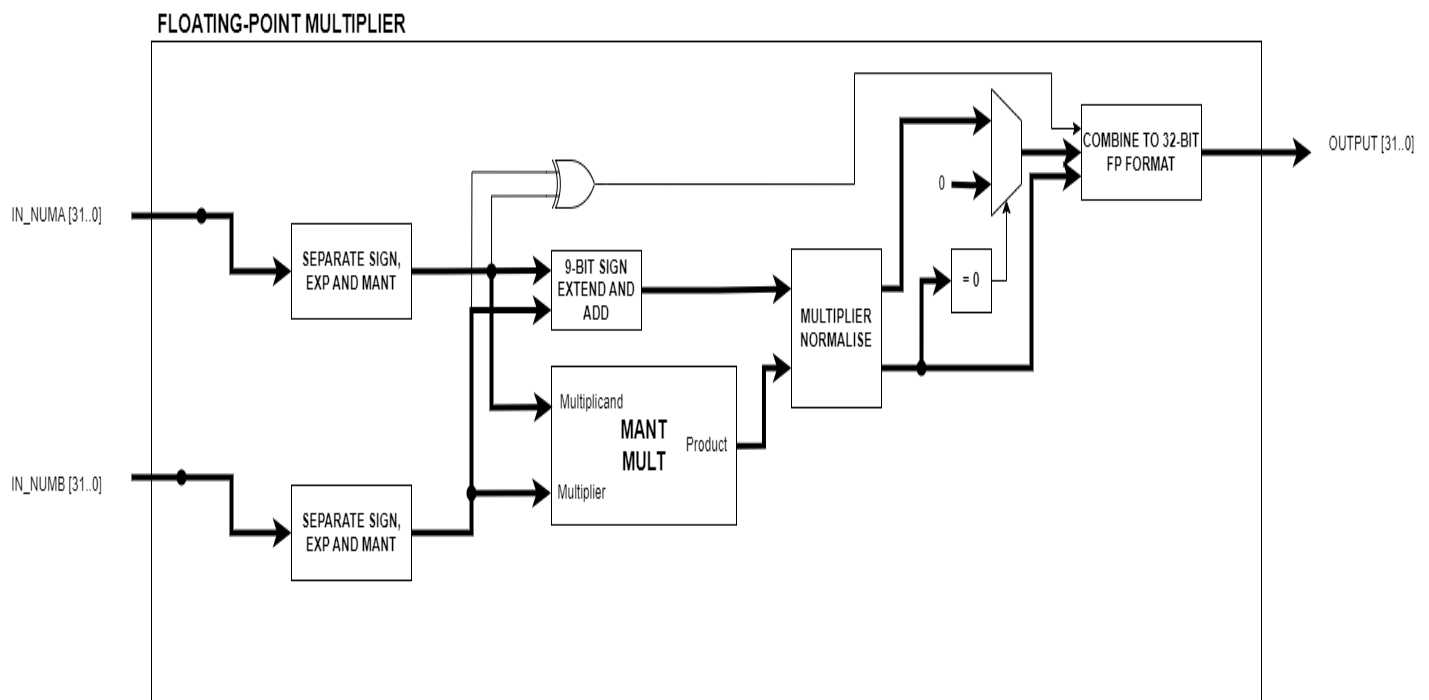 FLOATING-POINT MULTIPLIER
IN_NUMA [31..0]
SEPARATE SIGN,
EXP AND MANT
9-BIT SIGN
EXTEND AND
ADD
MULTIPLIER
NORMALISE
0
= 0
COMBINE TO 32-BIT
FP FORMAT
OUTPUT [31..0]
Multiplicand
MANT
MULT
Product
Multiplier
IN_NUMB [31..0]
SEPARATE SIGN,
EXP AND MANT